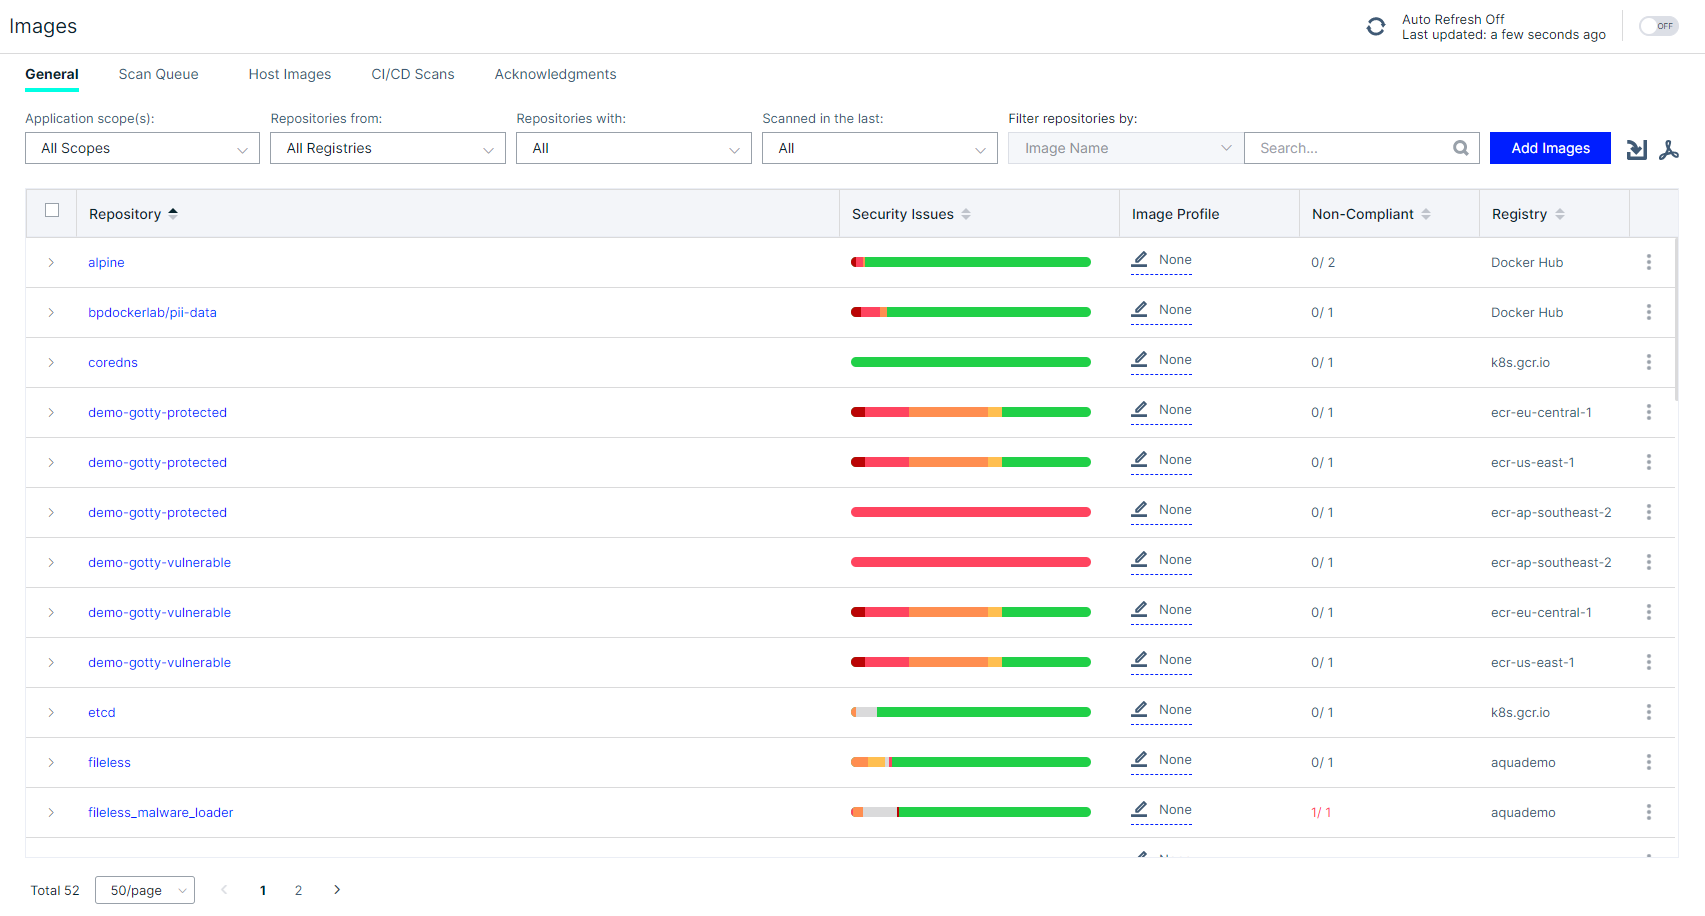 Images
Auto Refresh Off
Last updated: a few seconds ago
OFF
General Scan Queue Host Images CI/CD Scans Acknowledgments
Application scope(s): Repositories from: Repositories with: Scanned in the last: Filter repositories by:
All Scopes All Registries All All Image Name Search... Add Images
Repository Security Issues Image Profile Non-Compliant Registry
alpine None 0/ 2 Docker Hub
bpdockerlab/pii-data None 0/ 1 Docker Hub
coredns None 0/ 1 k8s.gcr.io
demo-gotty-protected None 0/ 1 ecr-eu-central-1
demo-gotty-protected None 0/ 1 ecr-us-east-1
demo-gotty-protected None 0/ 1 ecr-ap-southeast-2
demo-gotty-vulnerable None 0/ 1 ecr-ap-southeast-2
demo-gotty-vulnerable None 0/ 1 ecr-eu-central-1
demo-gotty-vulnerable None 0/ 1 ecr-us-east-1
etcd None 0/ 1 k8s.gcr.io
fileless None 0/ 1 aquademo
fileless_malware_loader None 1/ 1 aquademo
Total 52 50/page 1 2